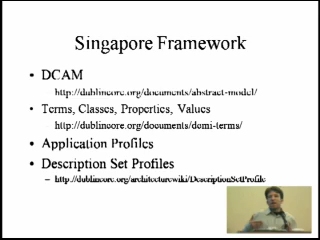 Singapore Framework
• DCAM
http://dublincore.org/documents/abstract-model/
• Terms, Classes, Properties, Values
http://dublincore.org/documents/dcmi-terms/
• Application Profiles
• Description Set Profiles
– http://dublincore.org/architecturewiki/DescriptionSetProfile